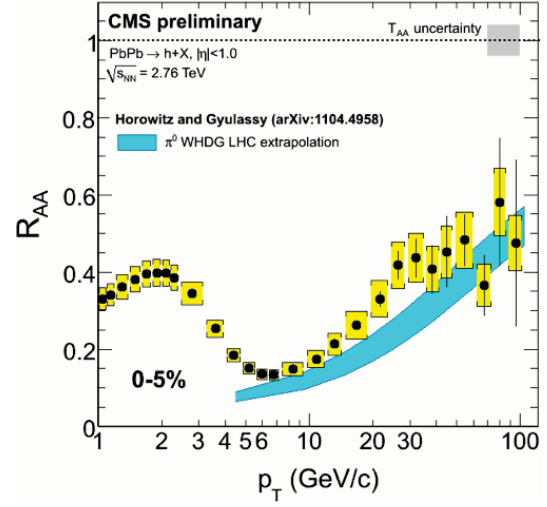 CMS preliminary
T_AA uncertainty
PbPb → h+X, |η|<1.0
√s_NN = 2.76 TeV
Horowitz and Gyulassy (arXiv:1104.4958)
π⁰ WHDG LHC extrapolation
R_AA
1
0.8
0.6
0.4
0.2
0
0-5%
1 2 3 4 5 6 10 20 30 100
p_T (GeV/c)